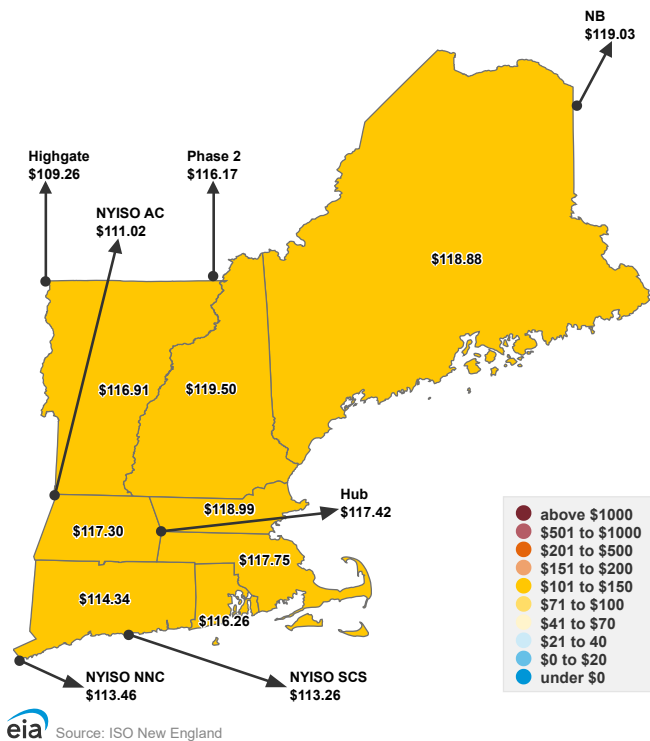 NB
$119.03
Highgate
$109.26
Phase 2
$116.17
NYISO AC
$111.02
$118.88
$116.91
$119.50
Hub
$117.42
$118.99
$117.30
$117.75
$114.34
$116.26
NYISO NNC
$113.46
NYISO SCS
$113.26
above $1000
$501 to $1000
$201 to $500
$151 to $200
$101 to $150
$71 to $100
$41 to $70
$21 to 40
$0 to $20
under $0
eia
Source: ISO New England